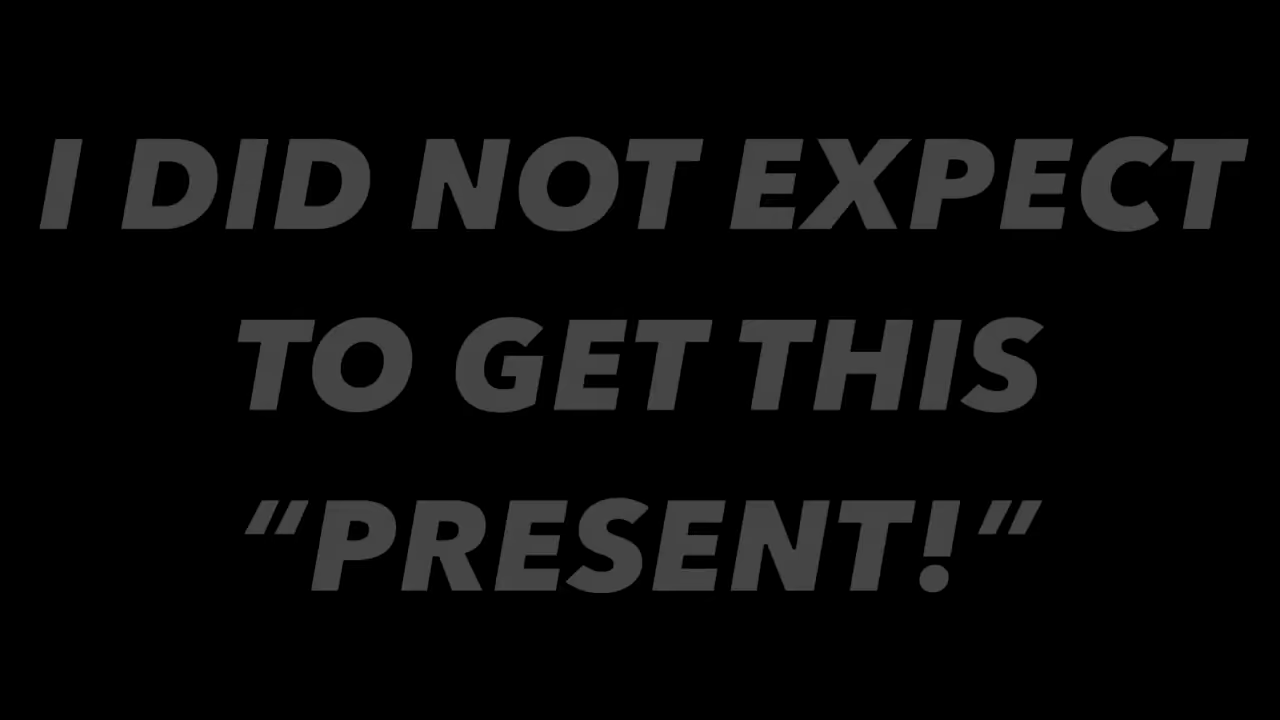 I DID NOT EXPECT
TO GET THIS
“PRESENT!”